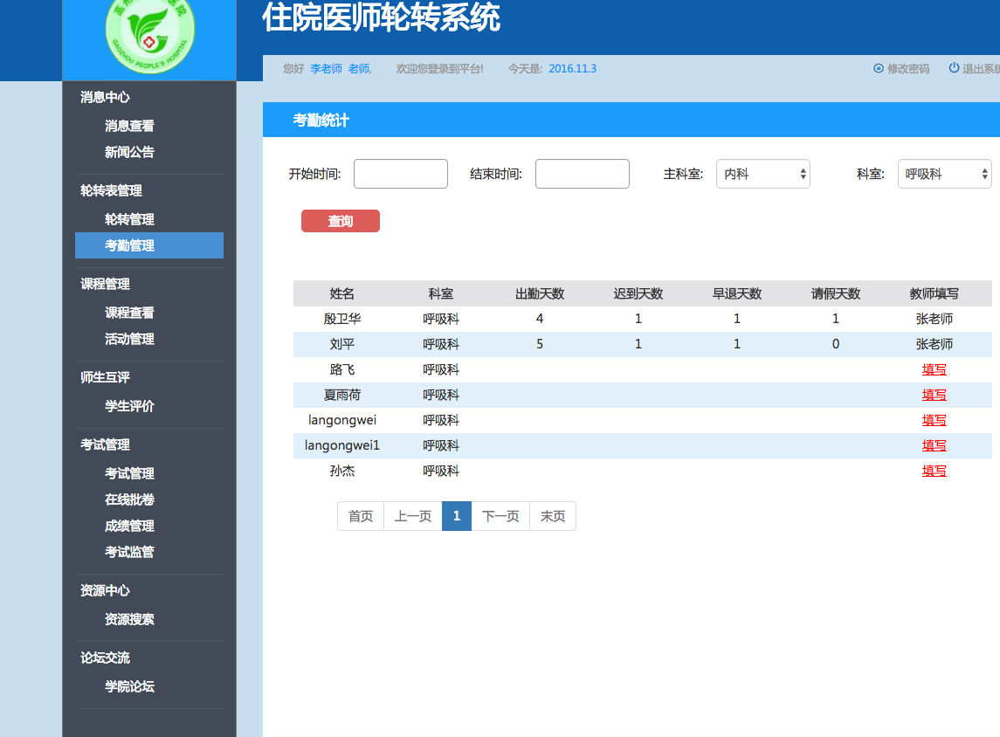 GAOZHOU PEOPLE'S HOSPITAL
住院医师轮转系统
您好 李老师 老师, 欢迎您登录到平台! 今天是: 2016.11.3 修改密码 退出系统
消息中心
消息查看
新闻公告
轮转表管理
轮转管理
考勤管理
课程管理
课程查看
活动管理
师生互评
学生评价
考试管理
考试管理
在线批卷
成绩管理
考试监管
资源中心
资源搜索
论坛交流
学院论坛
考勤统计
开始时间: 结束时间: 主科室: 内科 科室: 呼吸科
查询
姓名 科室 出勤天数 迟到天数 早退天数 请假天数 教师填写
殷卫华 呼吸科 4 1 1 1 张老师
刘平 呼吸科 5 1 1 0 张老师
路飞 呼吸科 填写
夏雨荷 呼吸科 填写
langongwei 呼吸科 填写
langongwei1 呼吸科 填写
孙杰 呼吸科 填写
首页 上一页 1 下一页 末页